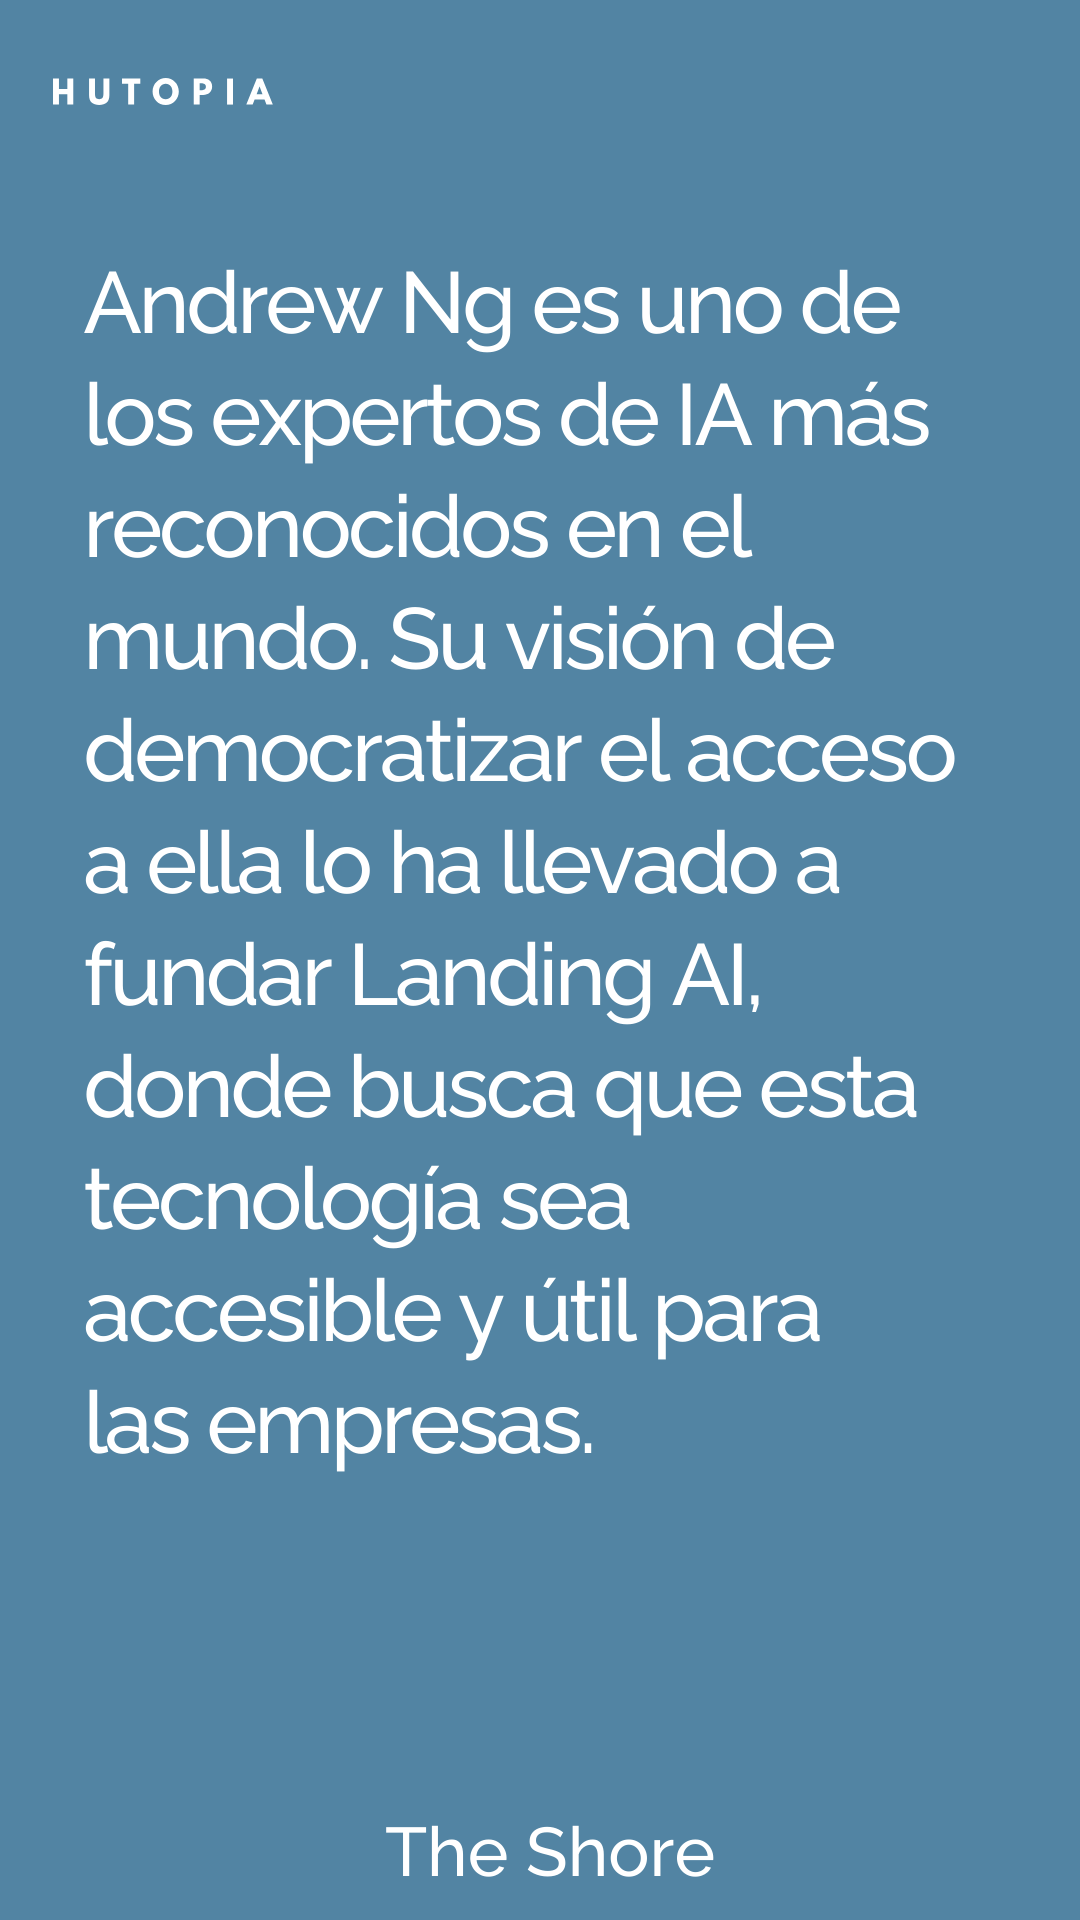 HUTOPIA
Andrew Ng es uno de
los expertos de IA más
reconocidos en el
mundo. Su visión de
democratizar el acceso
a ella lo ha llevado a
fundar Landing AI,
donde busca que esta
tecnología sea
accesible y útil para
las empresas.
The Shore